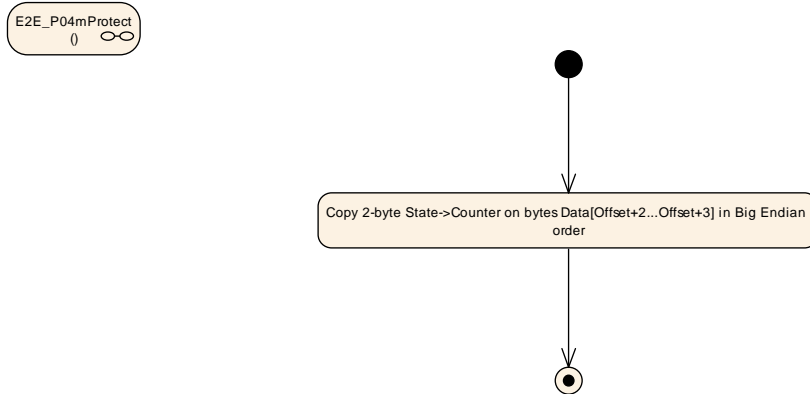 E2E_P04mProtect
()
Copy 2-byte State->Counter on bytes Data[Offset+2...Offset+3] in Big Endian
order